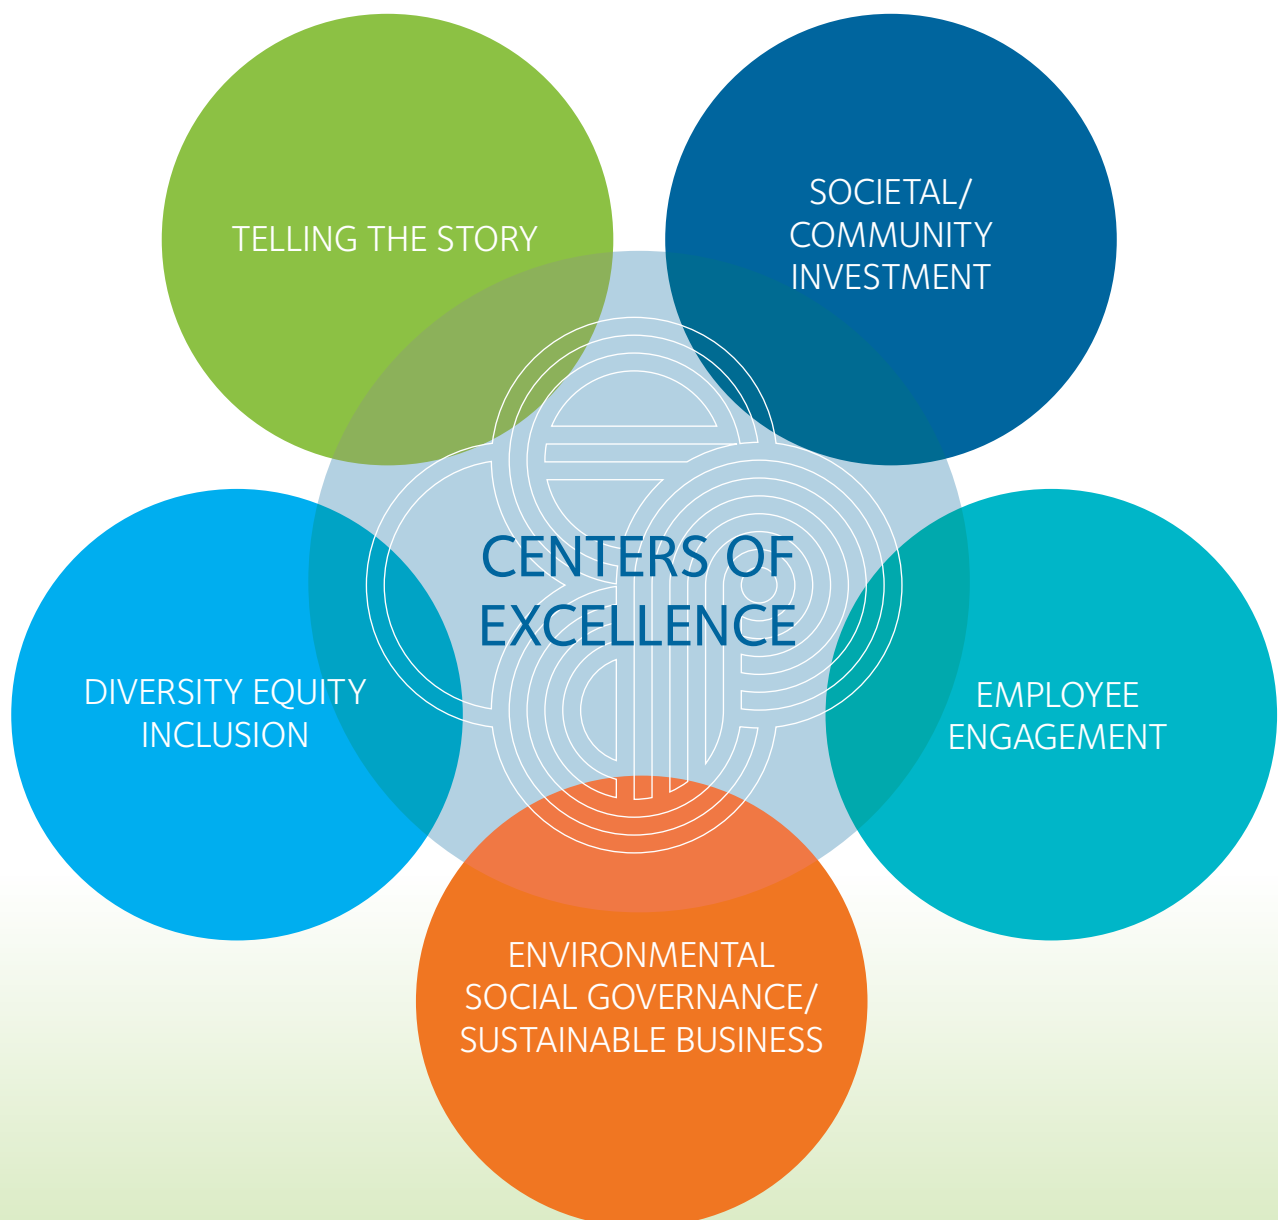 TELLING THE STORY
SOCIETAL/
COMMUNITY
INVESTMENT
CENTERS OF
EXCELLENCE
DIVERSITY EQUITY
INCLUSION
EMPLOYEE
ENGAGEMENT
ENVIRONMENTAL
SOCIAL GOVERNANCE/
SUSTAINABLE BUSINESS